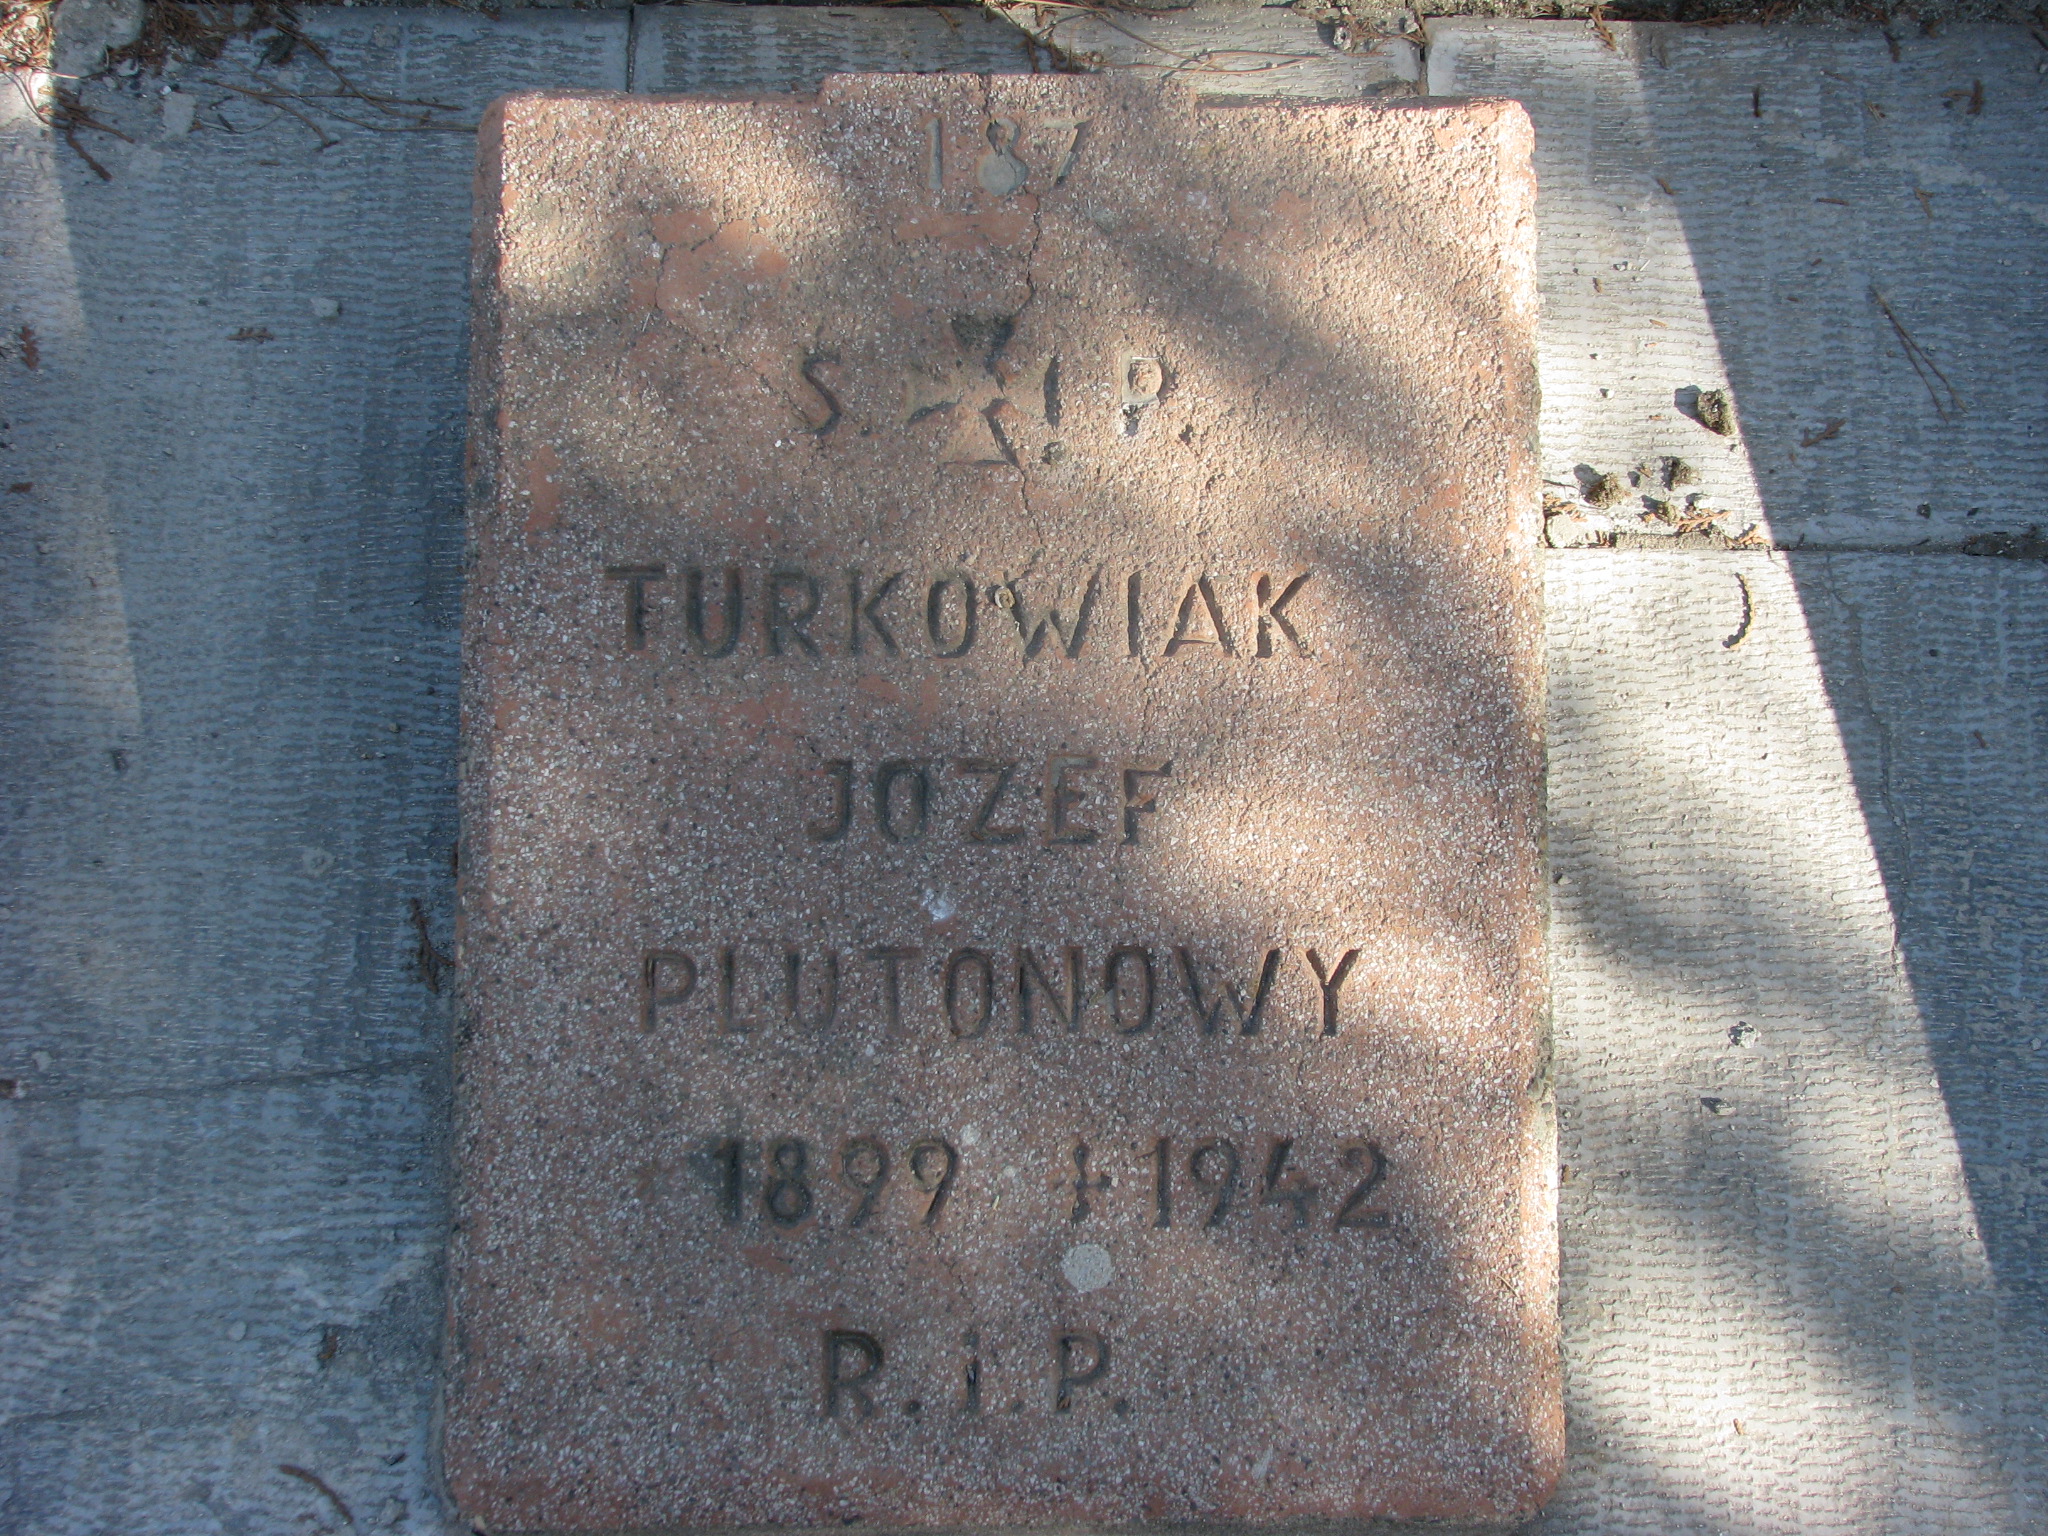 187
S. P.
TURKOWIAK
JOZEF
PLUTONOWY
1899 +1942
R.I.P.